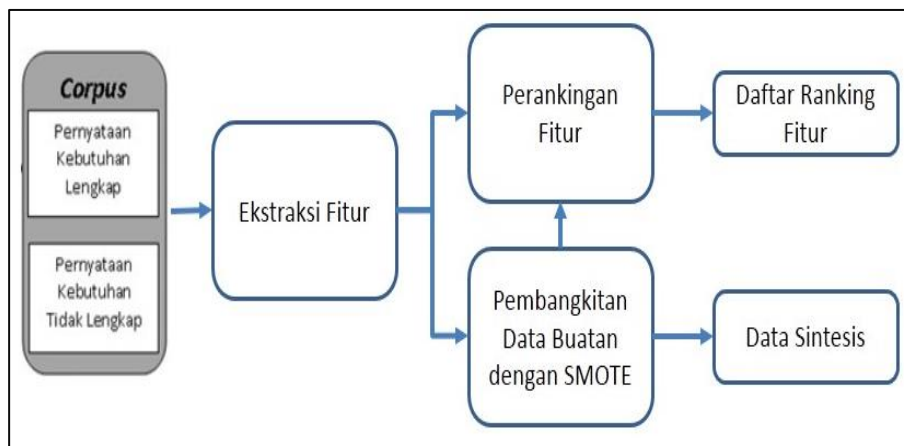 Corpus
Pernyataan
Kebutuhan
Lengkap
Pernyataan
Kebutuhan
Tidak Lengkap
Ekstraksi Fitur
Perankingan
Fitur
Pembangkitan
Data Buatan
dengan SMOTE
Daftar Ranking
Fitur
Data Sintesis